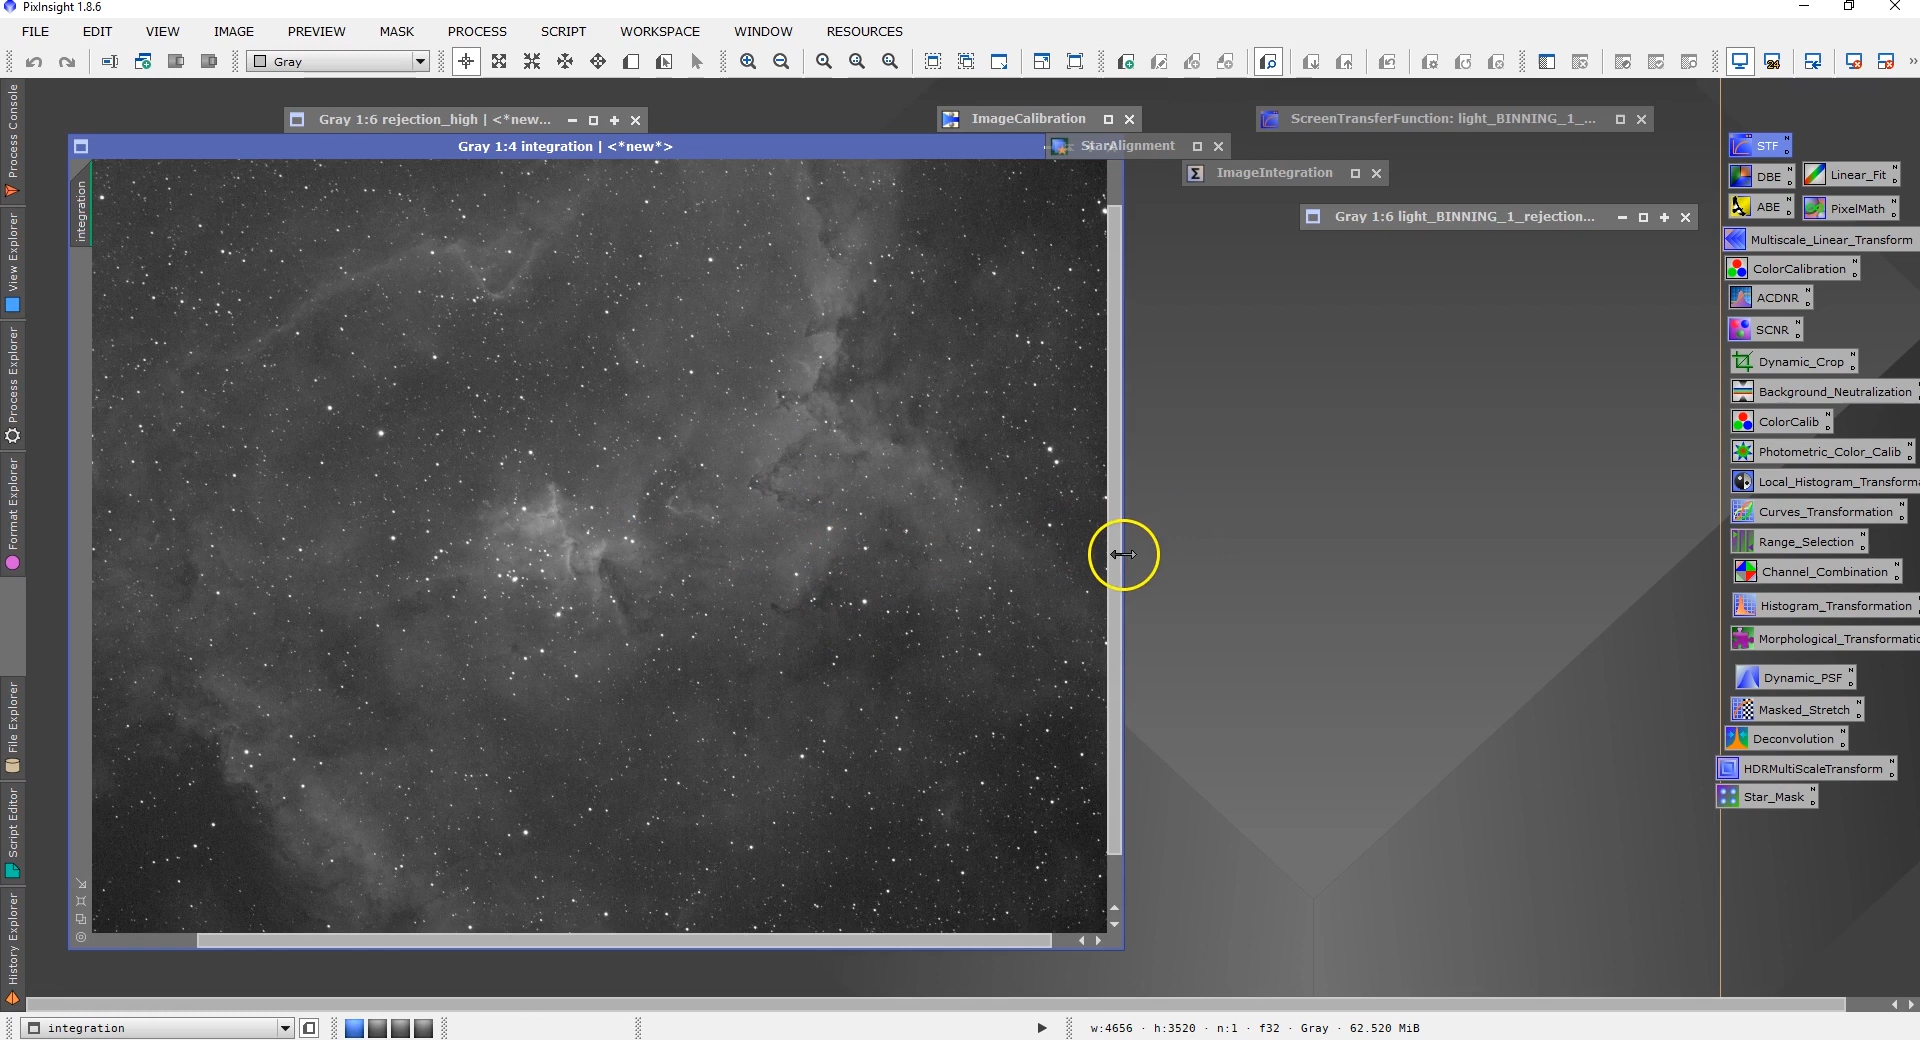 PixInsight 1.8.6
FILE EDIT VIEW IMAGE PREVIEW MASK PROCESS SCRIPT WORKSPACE WINDOW RESOURCES
Gray
24
Process Console
View Explorer
Process Explorer
Format Explorer
File Explorer
Script Editor
History Explorer
Gray 1:6 rejection_high | <*new...
ImageCalibration
ScreenTransferFunction: light_BINNING_1_...
Gray 1:4 integration | <*new*>
StarAlignment
ImageIntegration
Gray 1:6 light_BINNING_1_rejection...
integration
STF
DBE
Linear_Fit
ABE
PixelMath
Multiscale_Linear_Transform
ColorCalibration
ACDNR
SCNR
Dynamic_Crop
Background_Neutralization
ColorCalib
Photometric_Color_Calib
Local_Histogram_Transforma
Curves_Transformation
Range_Selection
Channel_Combination
Histogram_Transformation
Morphological_Transformatic
Dynamic_PSF
Masked_Stretch
Deconvolution
HDRMultiScaleTransform
Star_Mask
integration
w:4656 · h:3520 · n:1 · f32 · Gray · 62.520 MiB